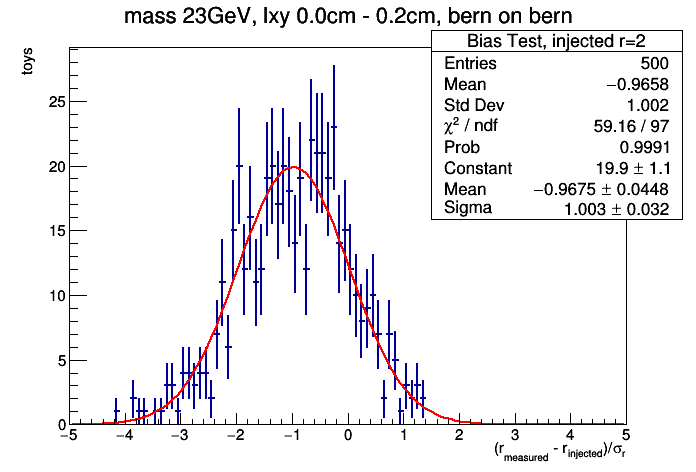 mass 23GeV, lxy 0.0cm - 0.2cm, bern on bern
Bias Test, injected r=2
Entries 500
Mean −0.9658
Std Dev 1.002
χ² / ndf 59.16 / 97
Prob 0.9991
Constant 19.9 ± 1.1
Mean −0.9675 ± 0.0448
Sigma 1.003 ± 0.032
toys
25
20
15
10
5
0
−5 −4 −3 −2 −1 0 1 2 3 4 5
(r_measured - r_injected)/σ_r